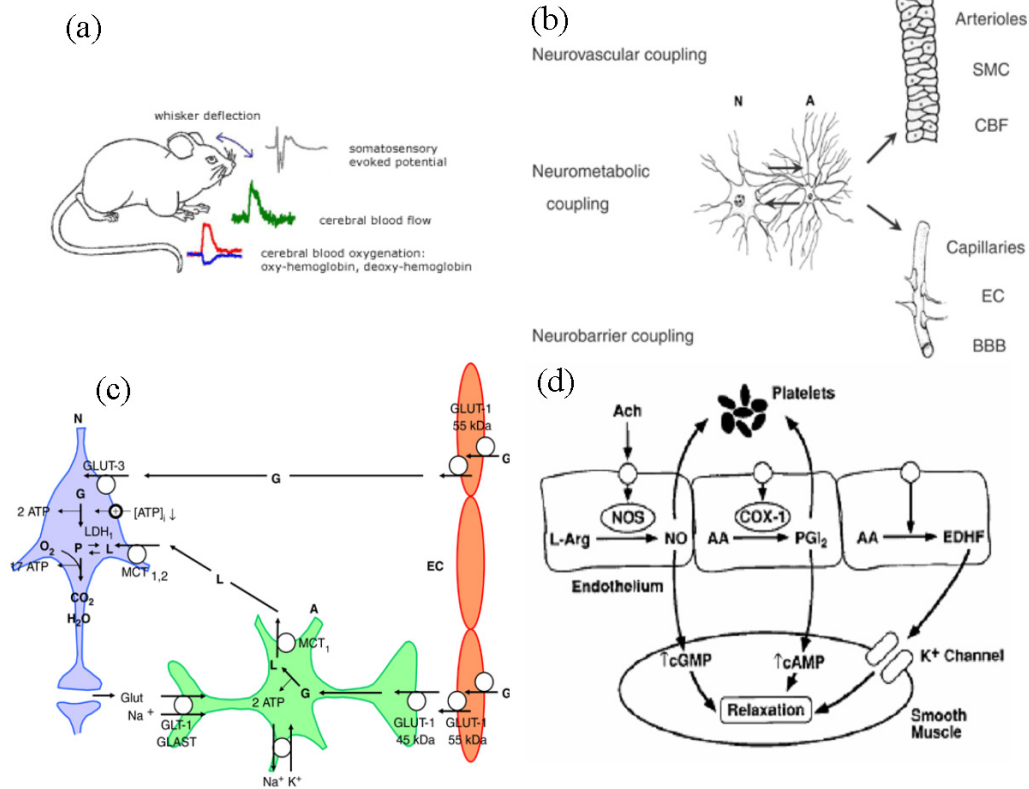 (a)
whisker deflection
somatosensory
evoked potential
cerebral blood flow
cerebral blood oxygenation:
oxy-hemoglobin, deoxy-hemoglobin
(b)
Neurovascular coupling
Neurometabolic
coupling
Neurobarrier coupling
N
A
Arterioles
SMC
CBF
Capillaries
EC
BBB
(c)
N
GLUT-3
G
2 ATP
[ATP]i ↓
LDH1
O2
P
L
17 ATP
MCT 1,2
CO2
H2O
G
L
EC
GLUT-1
55 kDa
G
A
MCT1
L
G
2 ATP
Glut
Na +
GLT-1
GLAST
Na+ K+
GLUT-1
45 kDa
GLUT-1
55 kDa
G
(d)
Platelets
Ach
NOS
COX-1
L-Arg
NO
AA
PGI2
AA
EDHF
Endothelium
↑cGMP
↑cAMP
K+ Channel
Relaxation
Smooth
Muscle